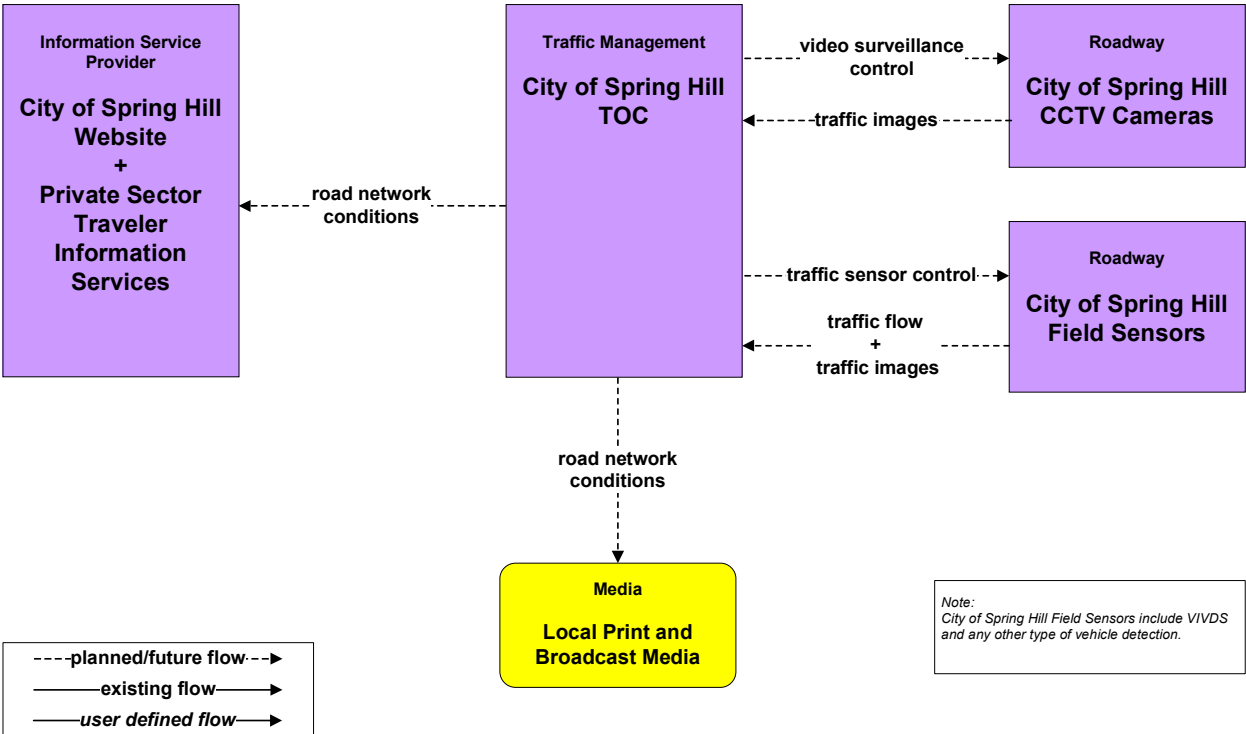 Information Service
Provider
City of Spring Hill
Website
+
Private Sector
Traveler
Information
Services
road network
conditions
Traffic Management
City of Spring Hill
TOC
video surveillance
control
traffic images
Roadway
City of Spring Hill
CCTV Cameras
traffic sensor control
traffic flow
+
traffic images
Roadway
City of Spring Hill
Field Sensors
road network
conditions
Media
Local Print and
Broadcast Media
Note:
City of Spring Hill Field Sensors include VIVDS
and any other type of vehicle detection.
planned/future flow
existing flow
user defined flow